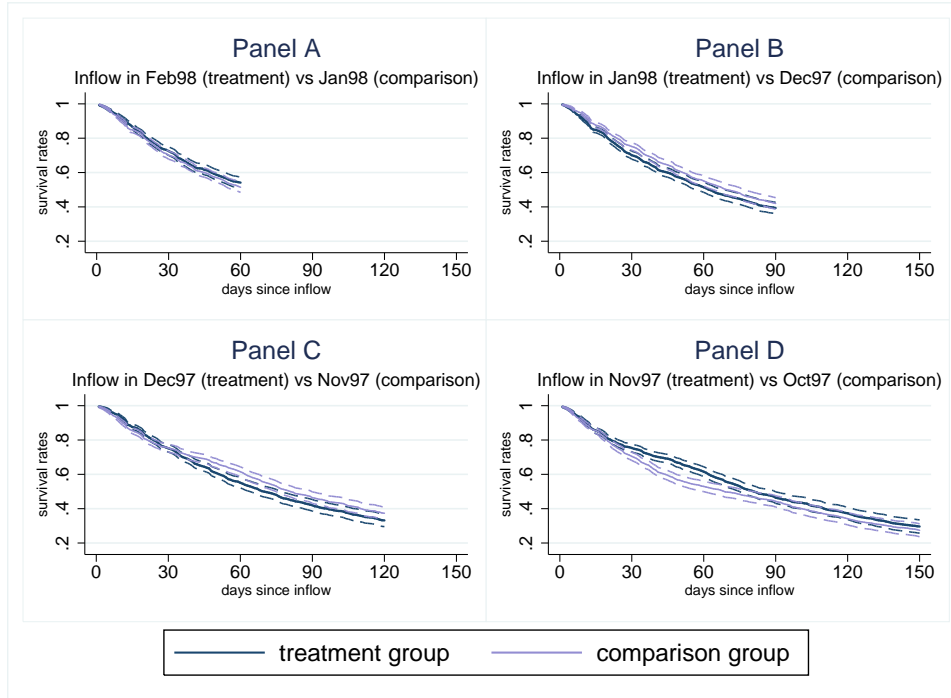 Panel A
Inflow in Feb98 (treatment) vs Jan98 (comparison)
survival rates
1
.8
.6
.4
.2
0 30 60 90 120 150
days since inflow
Panel B
Inflow in Jan98 (treatment) vs Dec97 (comparison)
survival rates
1
.8
.6
.4
.2
0 30 60 90 120 150
days since inflow
Panel C
Inflow in Dec97 (treatment) vs Nov97 (comparison)
survival rates
1
.8
.6
.4
.2
0 30 60 90 120 150
days since inflow
Panel D
Inflow in Nov97 (treatment) vs Oct97 (comparison)
survival rates
1
.8
.6
.4
.2
0 30 60 90 120 150
days since inflow
treatment group comparison group